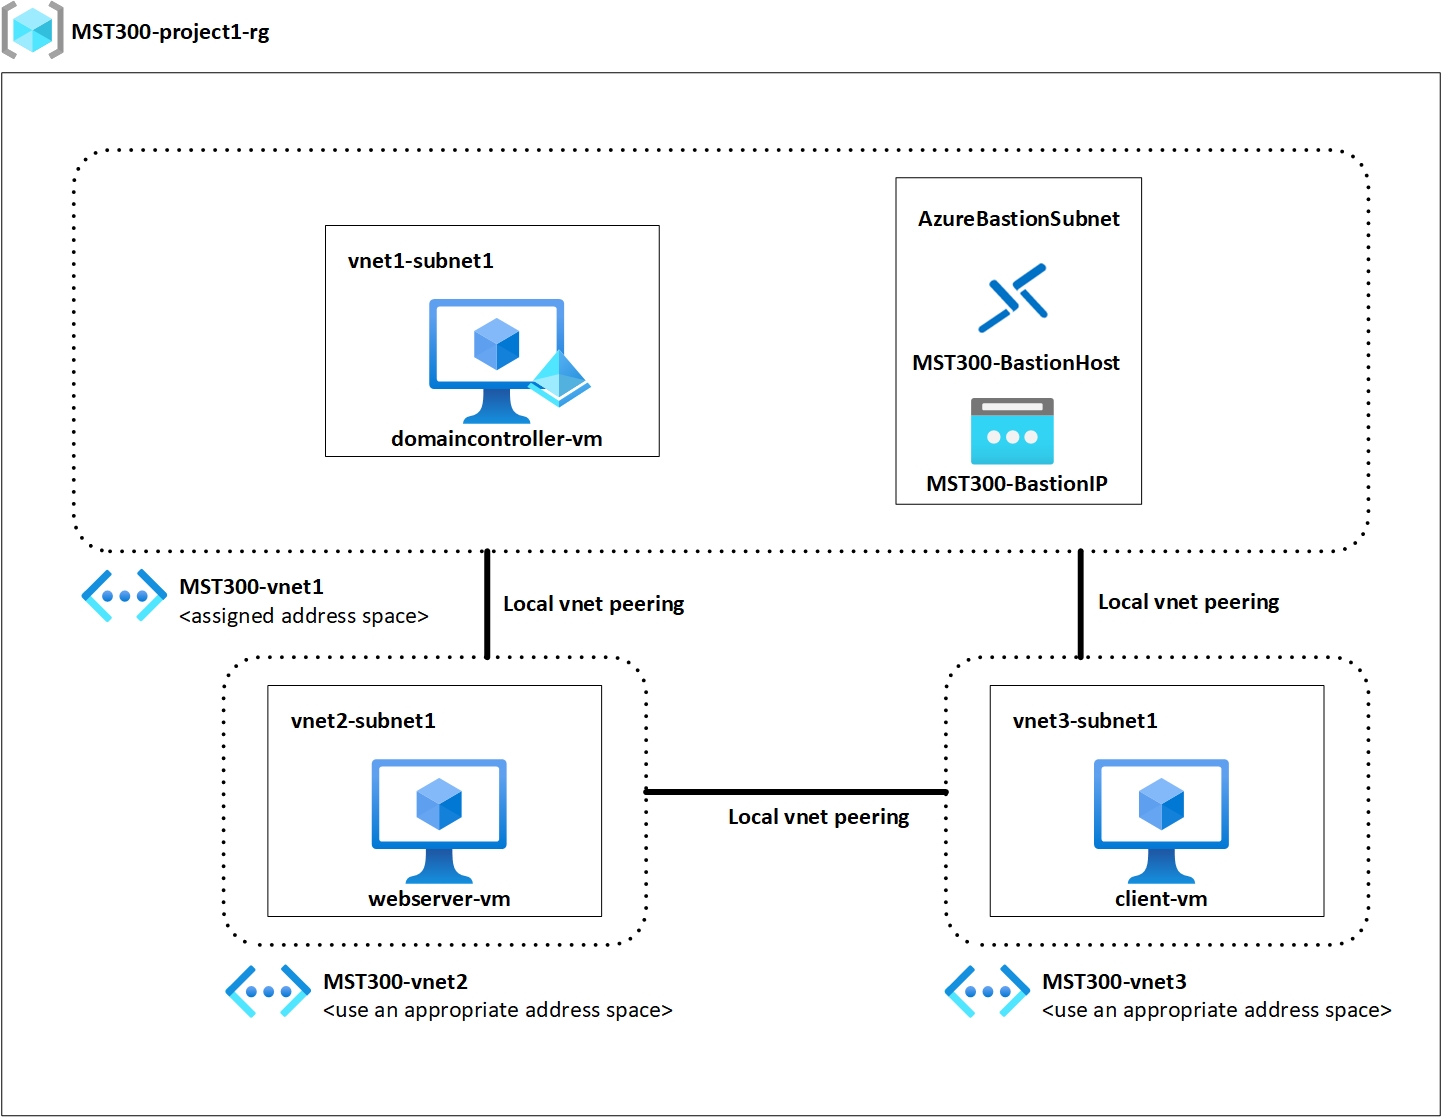 MST300-project1-rg
vnet1-subnet1
domaincontroller-vm
AzureBastionSubnet
MST300-BastionHost
MST300-BastionIP
MST300-vnet1
<assigned address space>
Local vnet peering
Local vnet peering
vnet2-subnet1
webserver-vm
Local vnet peering
vnet3-subnet1
client-vm
MST300-vnet2
<use an appropriate address space>
MST300-vnet3
<use an appropriate address space>